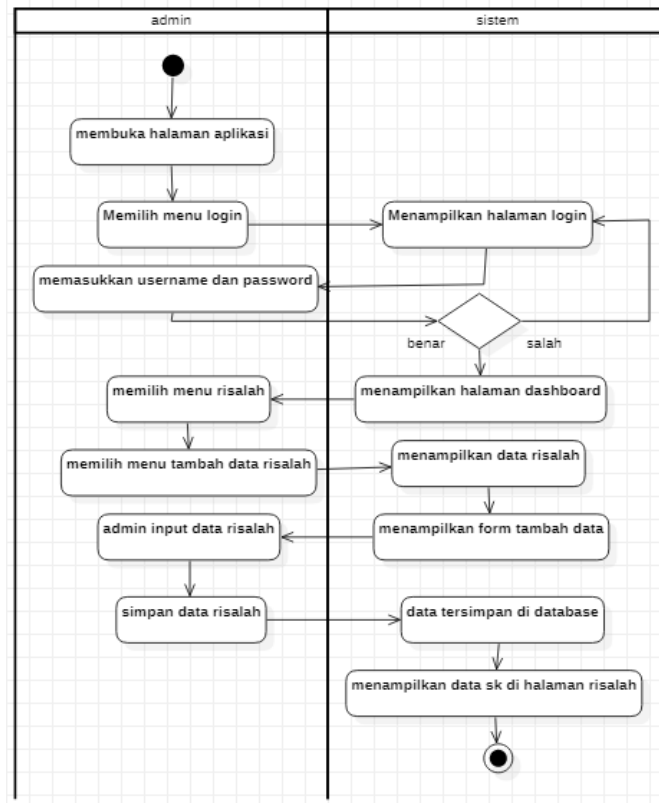 admin
sistem
membuka halaman aplikasi
Memilih menu login
Menampilkan halaman login
memasukkan username dan password
benar
salah
memilih menu risalah
menampilkan halaman dashboard
memilih menu tambah data risalah
menampilkan data risalah
admin input data risalah
menampilkan form tambah data
simpan data risalah
data tersimpan di database
menampilkan data sk di halaman risalah